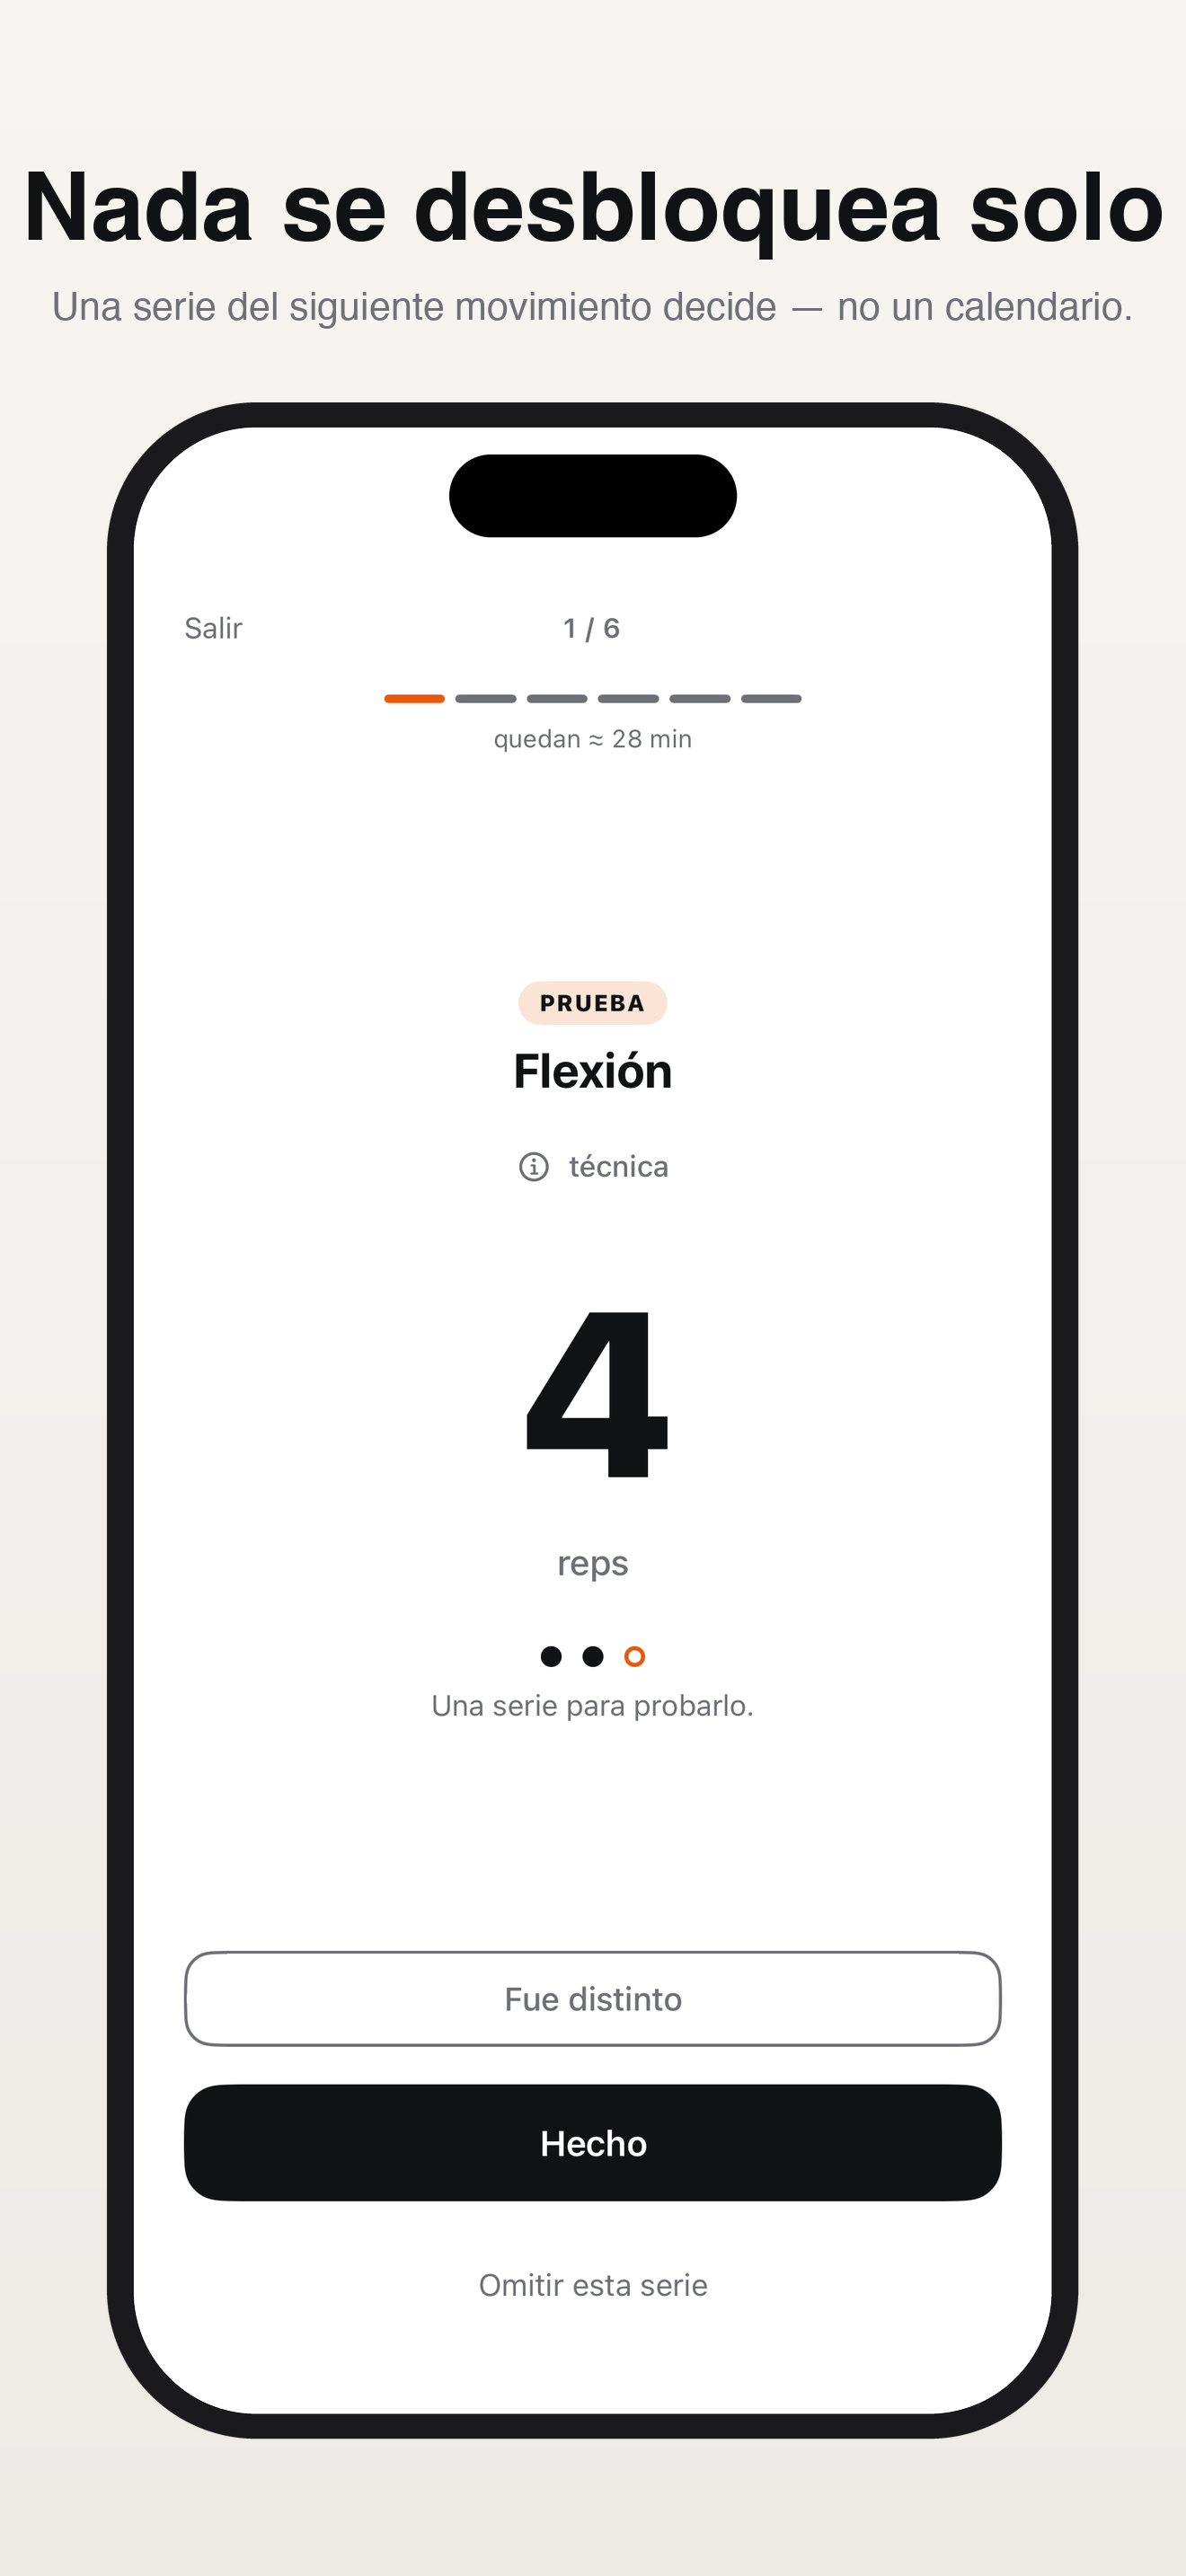 Nada se desbloquea solo
Una serie del siguiente movimiento decide — no un calendario.
Salir
1 / 6
quedan ≈ 28 min
PRUEBA
Flexión
técnica
4
reps
Una serie para probarlo.
Fue distinto
Hecho
Omitir esta serie